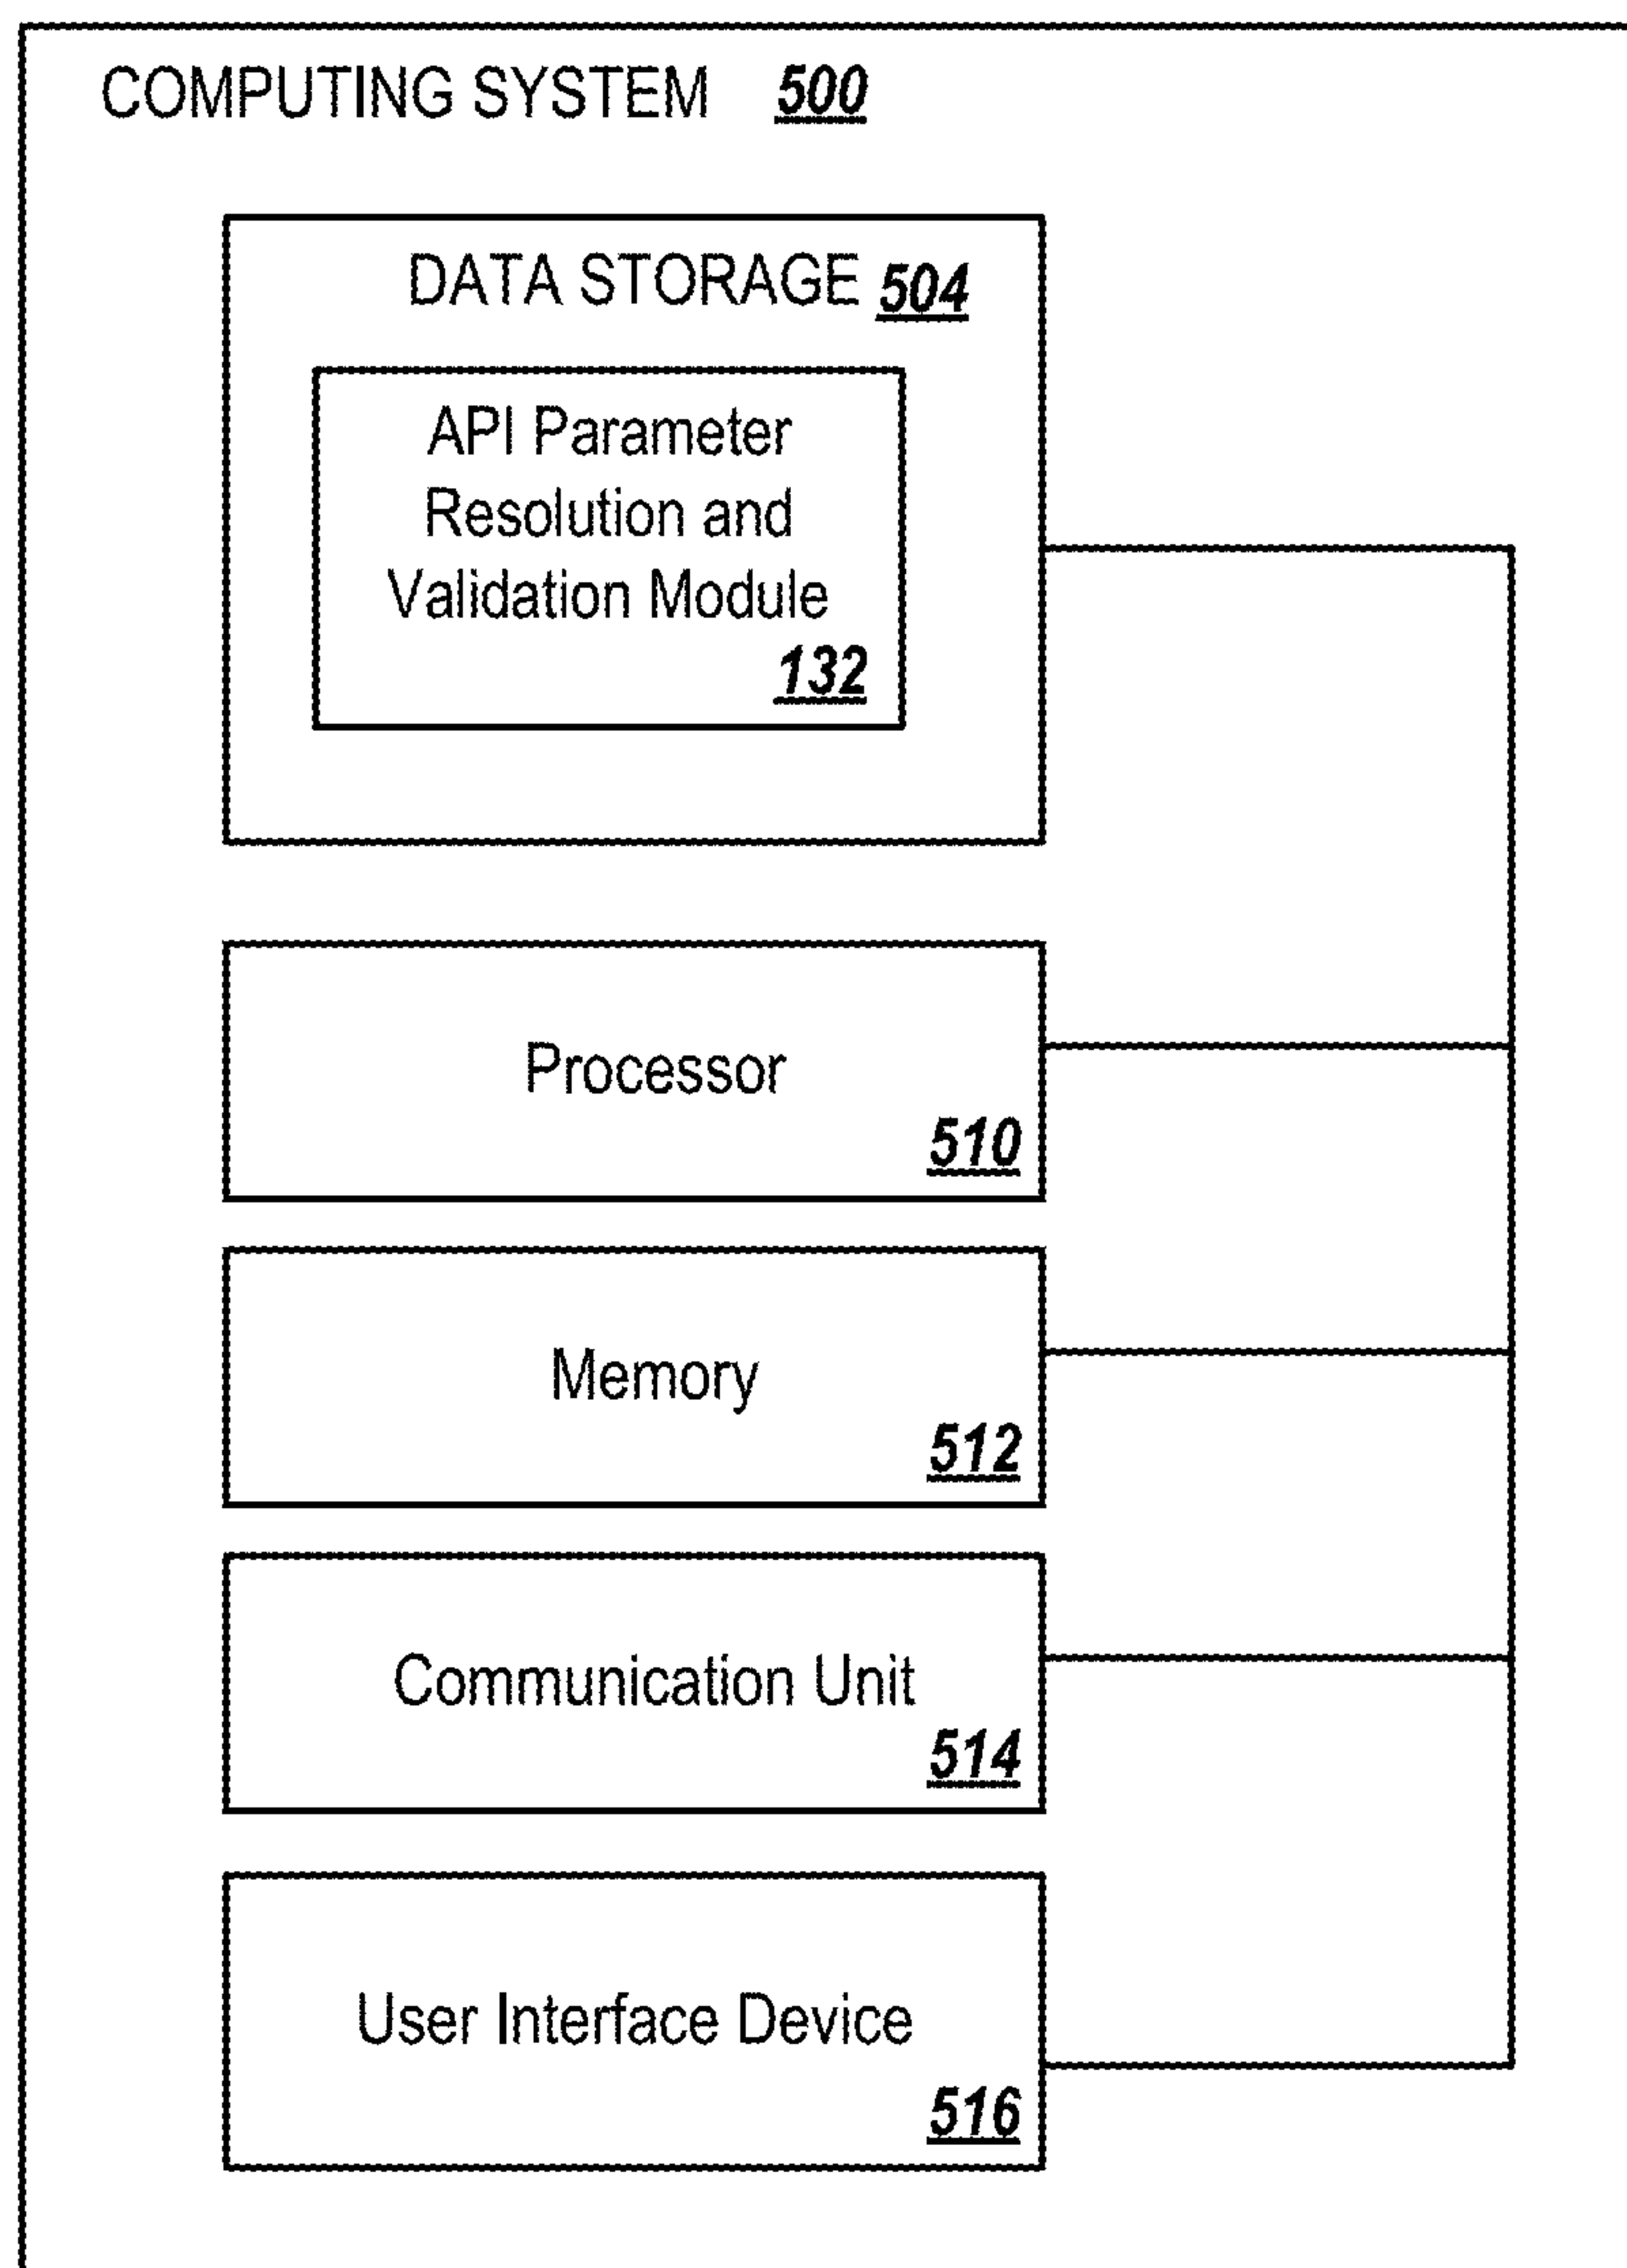 COMPUTING SYSTEM 500
DATA STORAGE 504
API Parameter
Resolution and
Validation Module
132
Processor
510
Memory
512
Communication Unit
514
User Interface Device
516